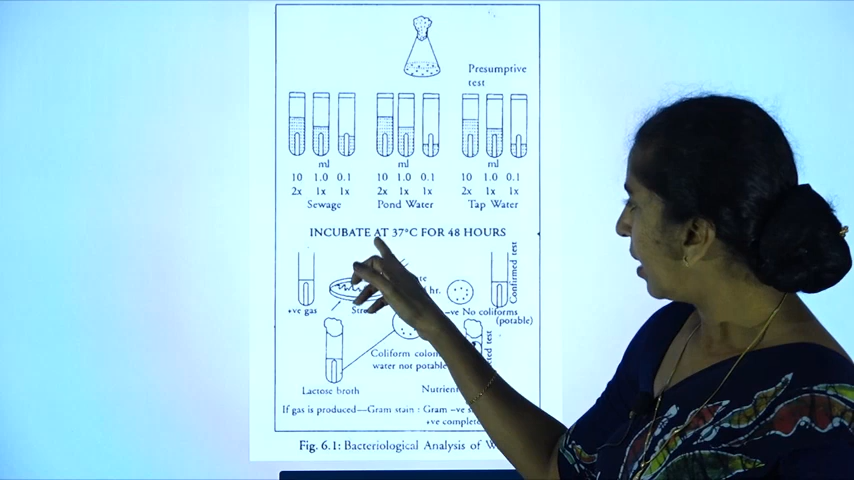 Presumptive
test
ml ml ml
10 1.0 0.1 10 1.0 0.1 10 1.0 0.1
2x 1x 1x 2x 1x 1x 2x 1x 1x
Sewage Pond Water Tap Water
INCUBATE AT 37°C FOR 48 HOURS
Confirmed test
hr.
+ve gas −ve No coliforms
(potable)
Coliform
water not potable
Lactose broth
If gas is produced—Gram stain : Gram −ve
+ve
Fig. 6.1: Bacteriological Analysis of